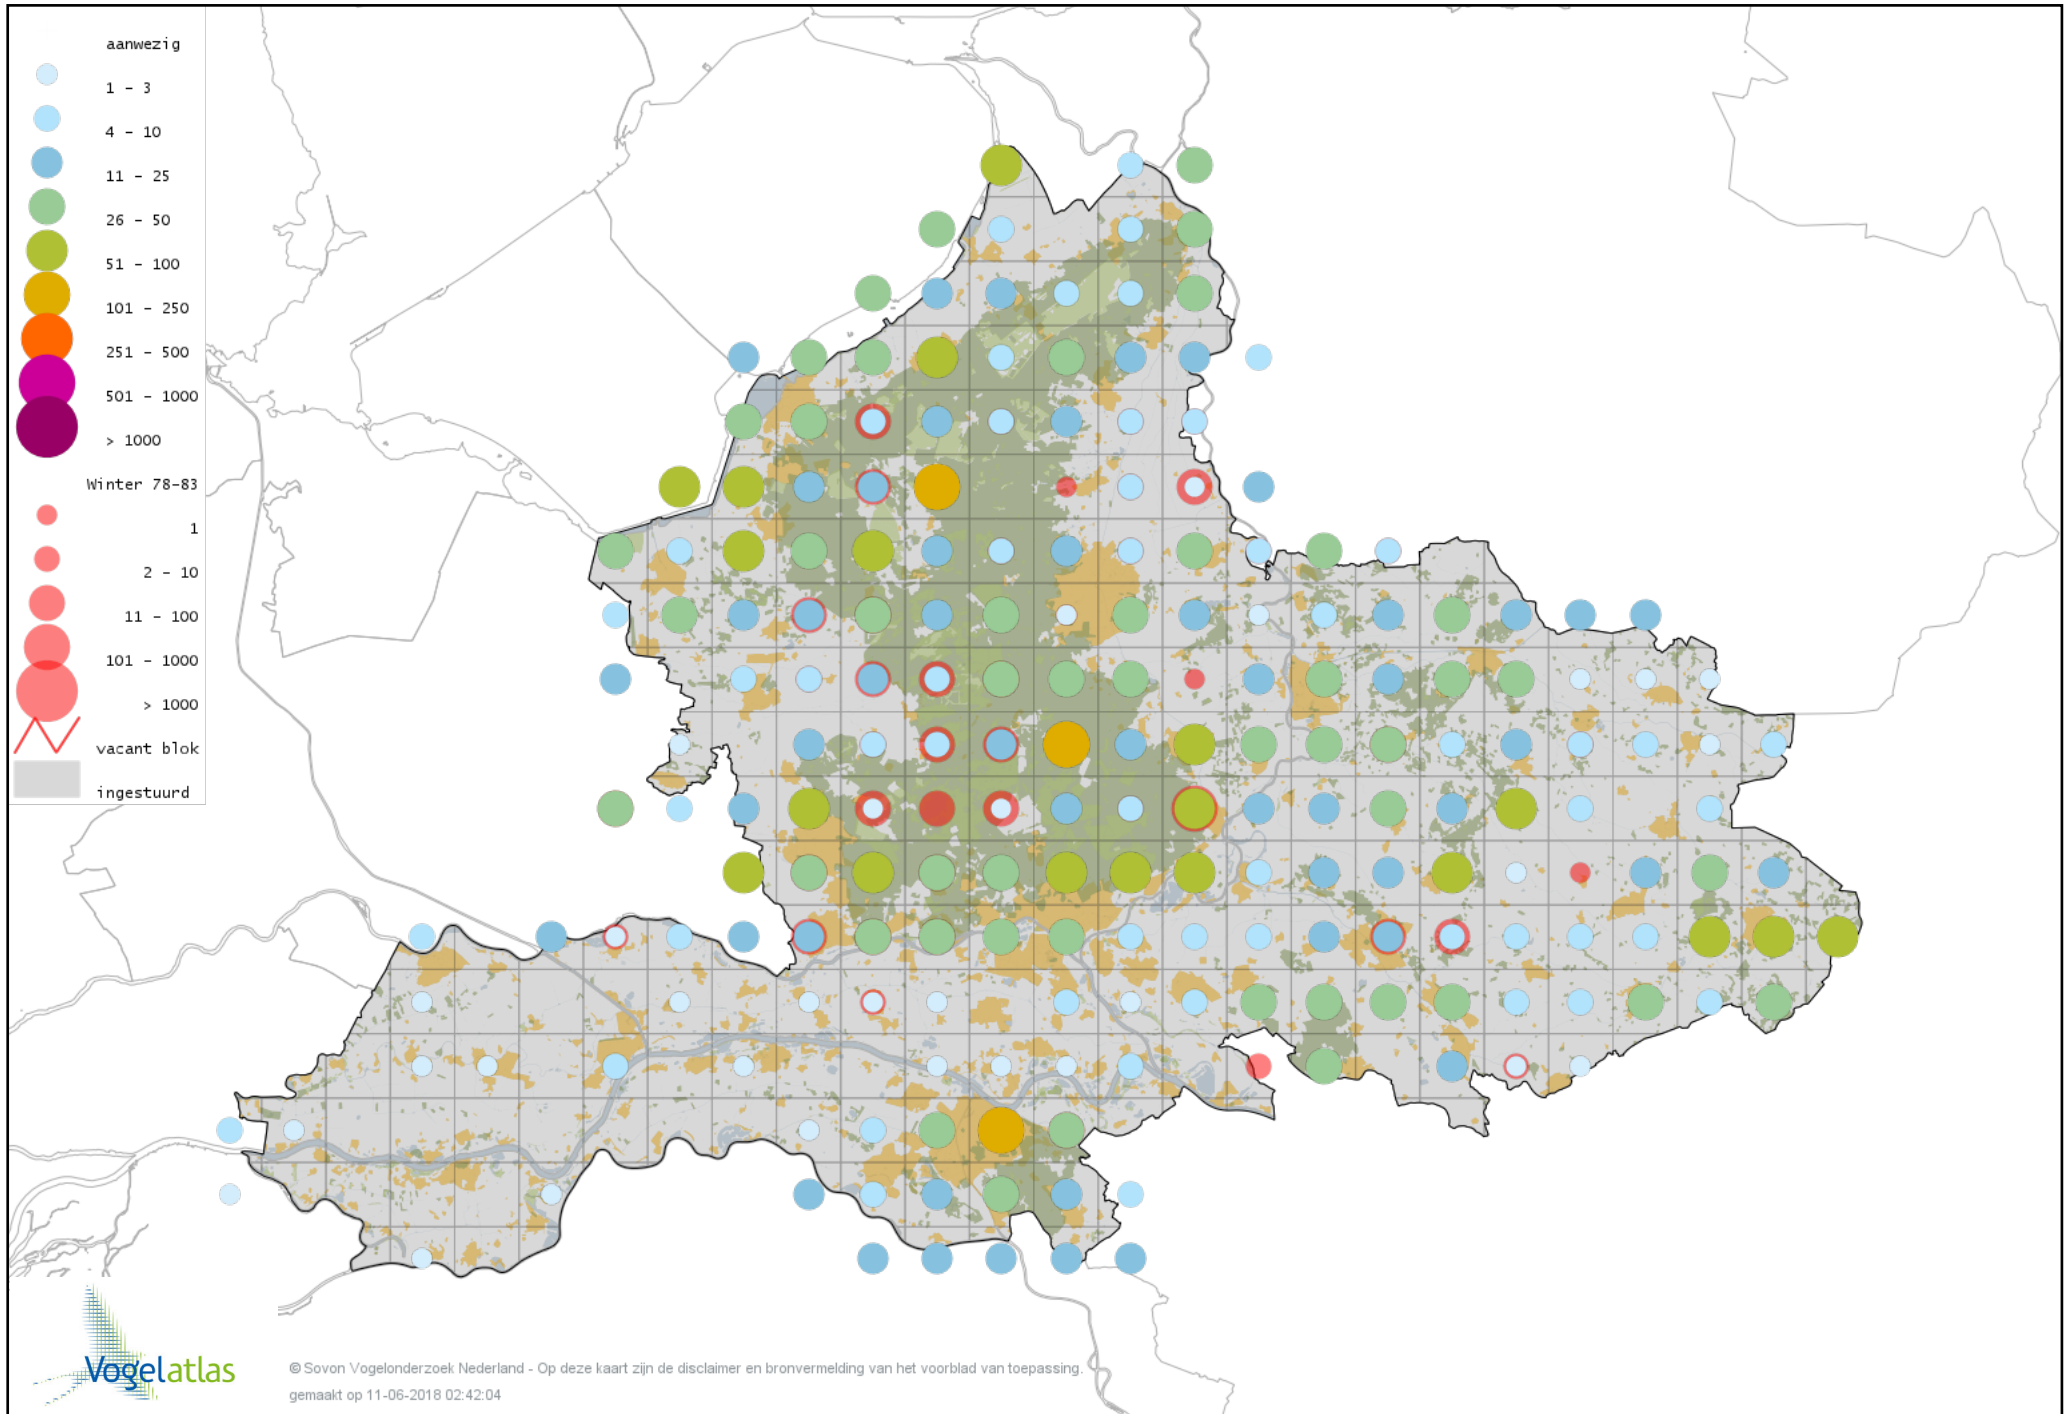 aanwezig
1 - 3
4 - 10
11 - 25
26 - 50
51 - 100
101 - 250
251 - 500
501 - 1000
> 1000
Winter 78-83
1
2 - 10
11 - 100
101 - 1000
> 1000
vacant blok
ingestuurd
Vogelatlas
© Sovon Vogelonderzoek Nederland - Op deze kaart zijn de disclaimer en bronvermelding van het voorblad van toepassing.
gemaakt op 11-06-2018 02:42:04